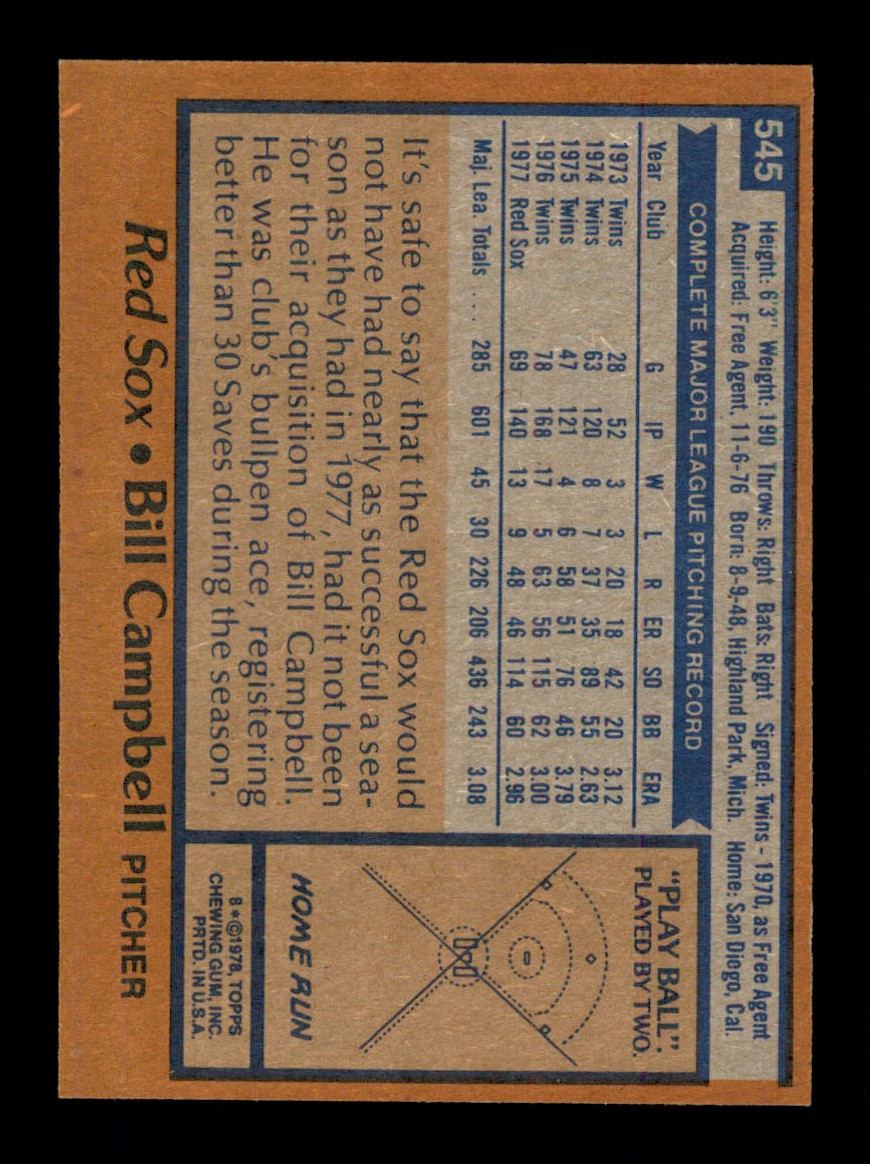 545
Height: 6'3" Weight: 190 Throws: Right Bats: Right Signed: Twins - 1970, as Free Agent
Acquired: Free Agent, 11-6-76 Born: 8-9-48, Highland Park, Mich. Home: San Diego, Cal.
COMPLETE MAJOR LEAGUE PITCHING RECORD
Year Club G IP W L R ER SO BB ERA
1973 Twins 28 52 3 3 20 18 42 20 3.12
1974 Twins 63 120 8 7 37 35 89 55 2.63
1975 Twins 47 121 4 6 58 51 76 46 3.79
1976 Twins 78 168 17 5 63 56 115 62 3.00
1977 Red Sox 69 140 13 9 48 46 114 60 2.96
Maj. Lea. Totals .... 285 601 45 30 226 206 436 243 3.08
It's safe to say that the Red Sox would
not have had nearly as successful a sea-
son as they had in 1977, had it not been
for their acquisition of Bill Campbell.
He was club's bullpen ace, registering
better than 30 Saves during the season.
"PLAY BALL".
PLAYED BY TWO.
HOME RUN
8*©1978, TOPPS
CHEWING GUM, INC.
PRTD. IN U.S.A.
Red Sox • Bill Campbell PITCHER